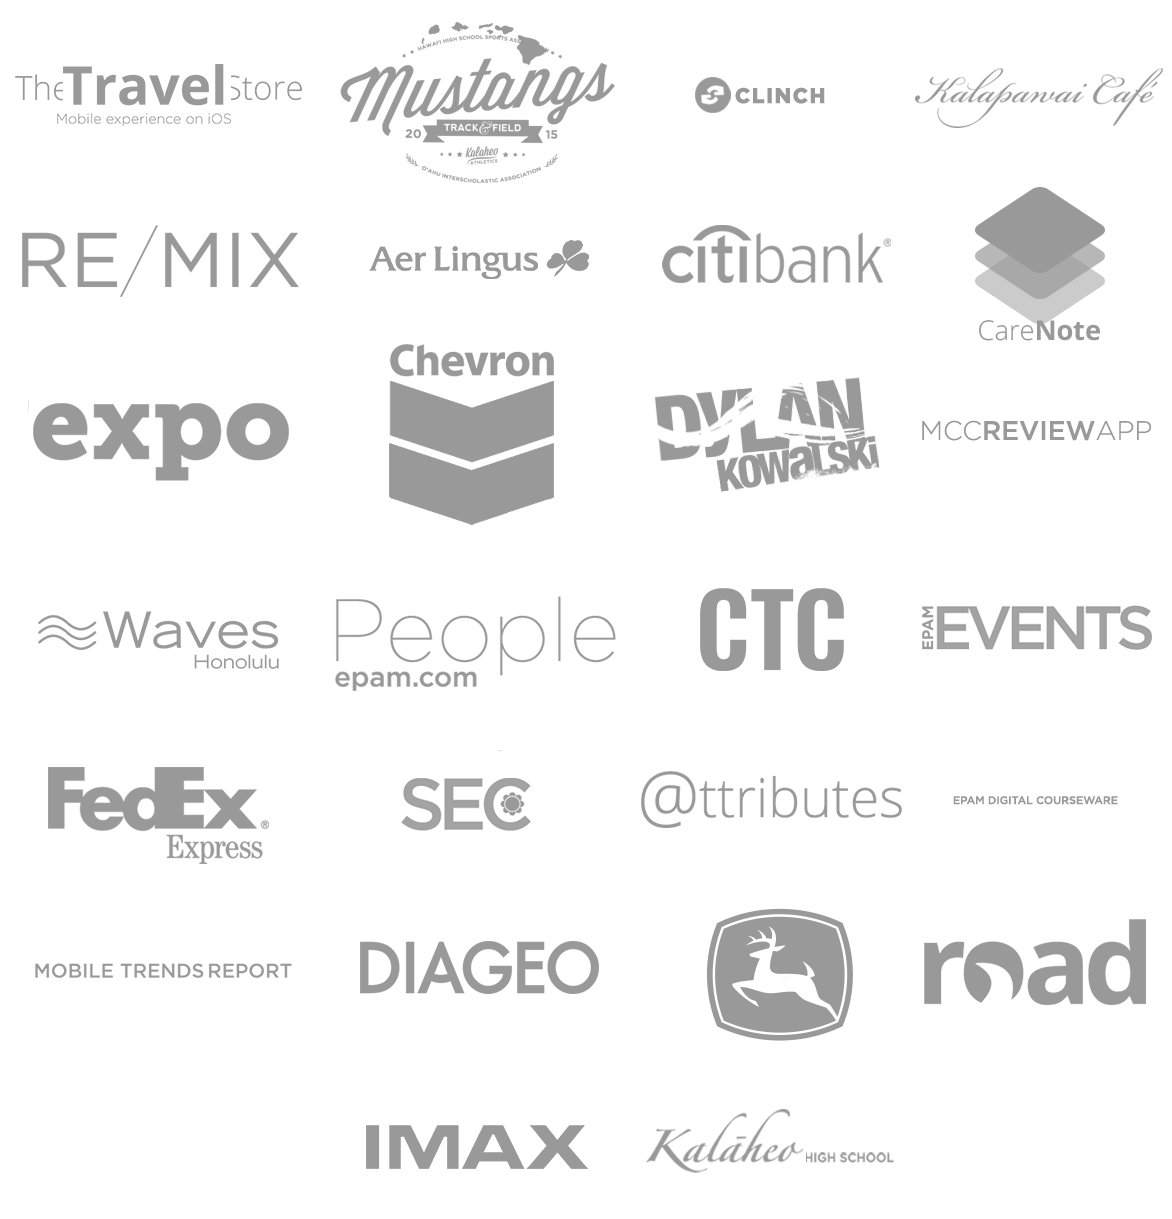 TheTravelStore
Mobile experience on iOS
HAWAI'I HIGH SCHOOL SPORTS
Mustangs
20 TRACK & FIELD 15
Kalaheo
ATHLETICS
O'AHU INTERSCHOLASTIC ASSOCIATION
CLINCH
Kalapawai Café
RE/MIX
Aer Lingus
citibank®
CareNote
expo
Chevron
DYLAN
KOWALSKi
MCCREVIEWAPP
Waves
Honolulu
People
epam.com
CTC
EPAM EVENTS
FedEx®
Express
SEC
@ttributes
EPAM DIGITAL COURSEWARE
MOBILE TRENDS REPORT
DIAGEO
road
IMAX
Kalāheo HIGH SCHOOL